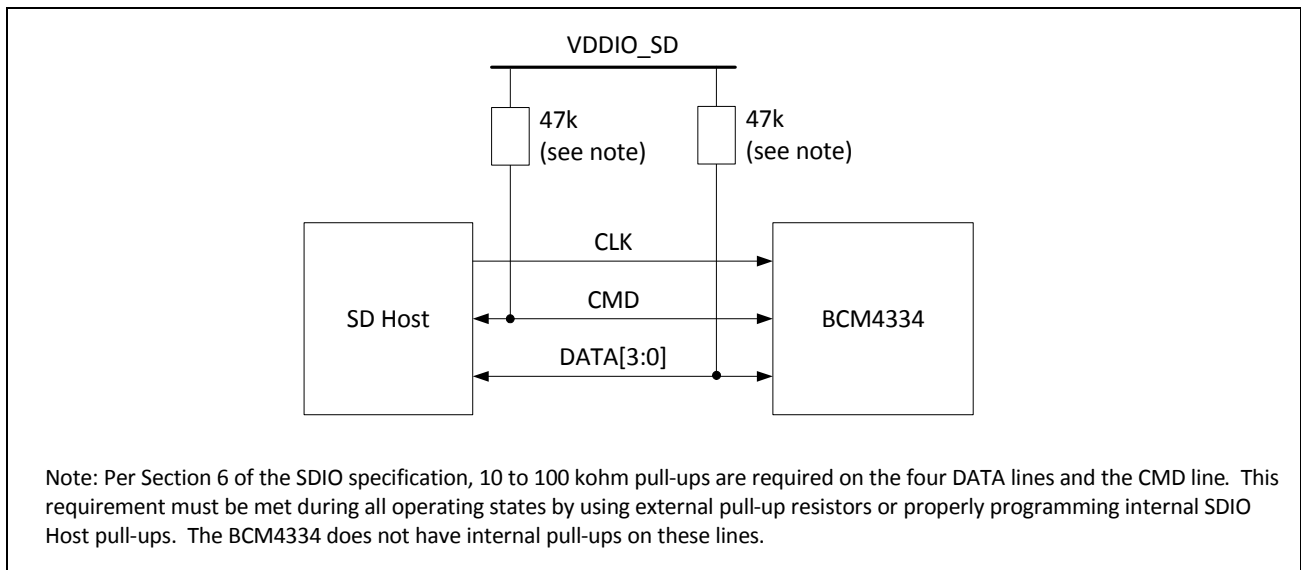 VDDIO_SD
47k
(see note)
47k
(see note)
CLK
CMD
SD Host
BCM4334
DATA[3:0]
Note: Per Section 6 of the SDIO specification, 10 to 100 kohm pull-ups are required on the four DATA lines and the CMD line. This
requirement must be met during all operating states by using external pull-up resistors or properly programming internal SDIO
Host pull-ups. The BCM4334 does not have internal pull-ups on these lines.